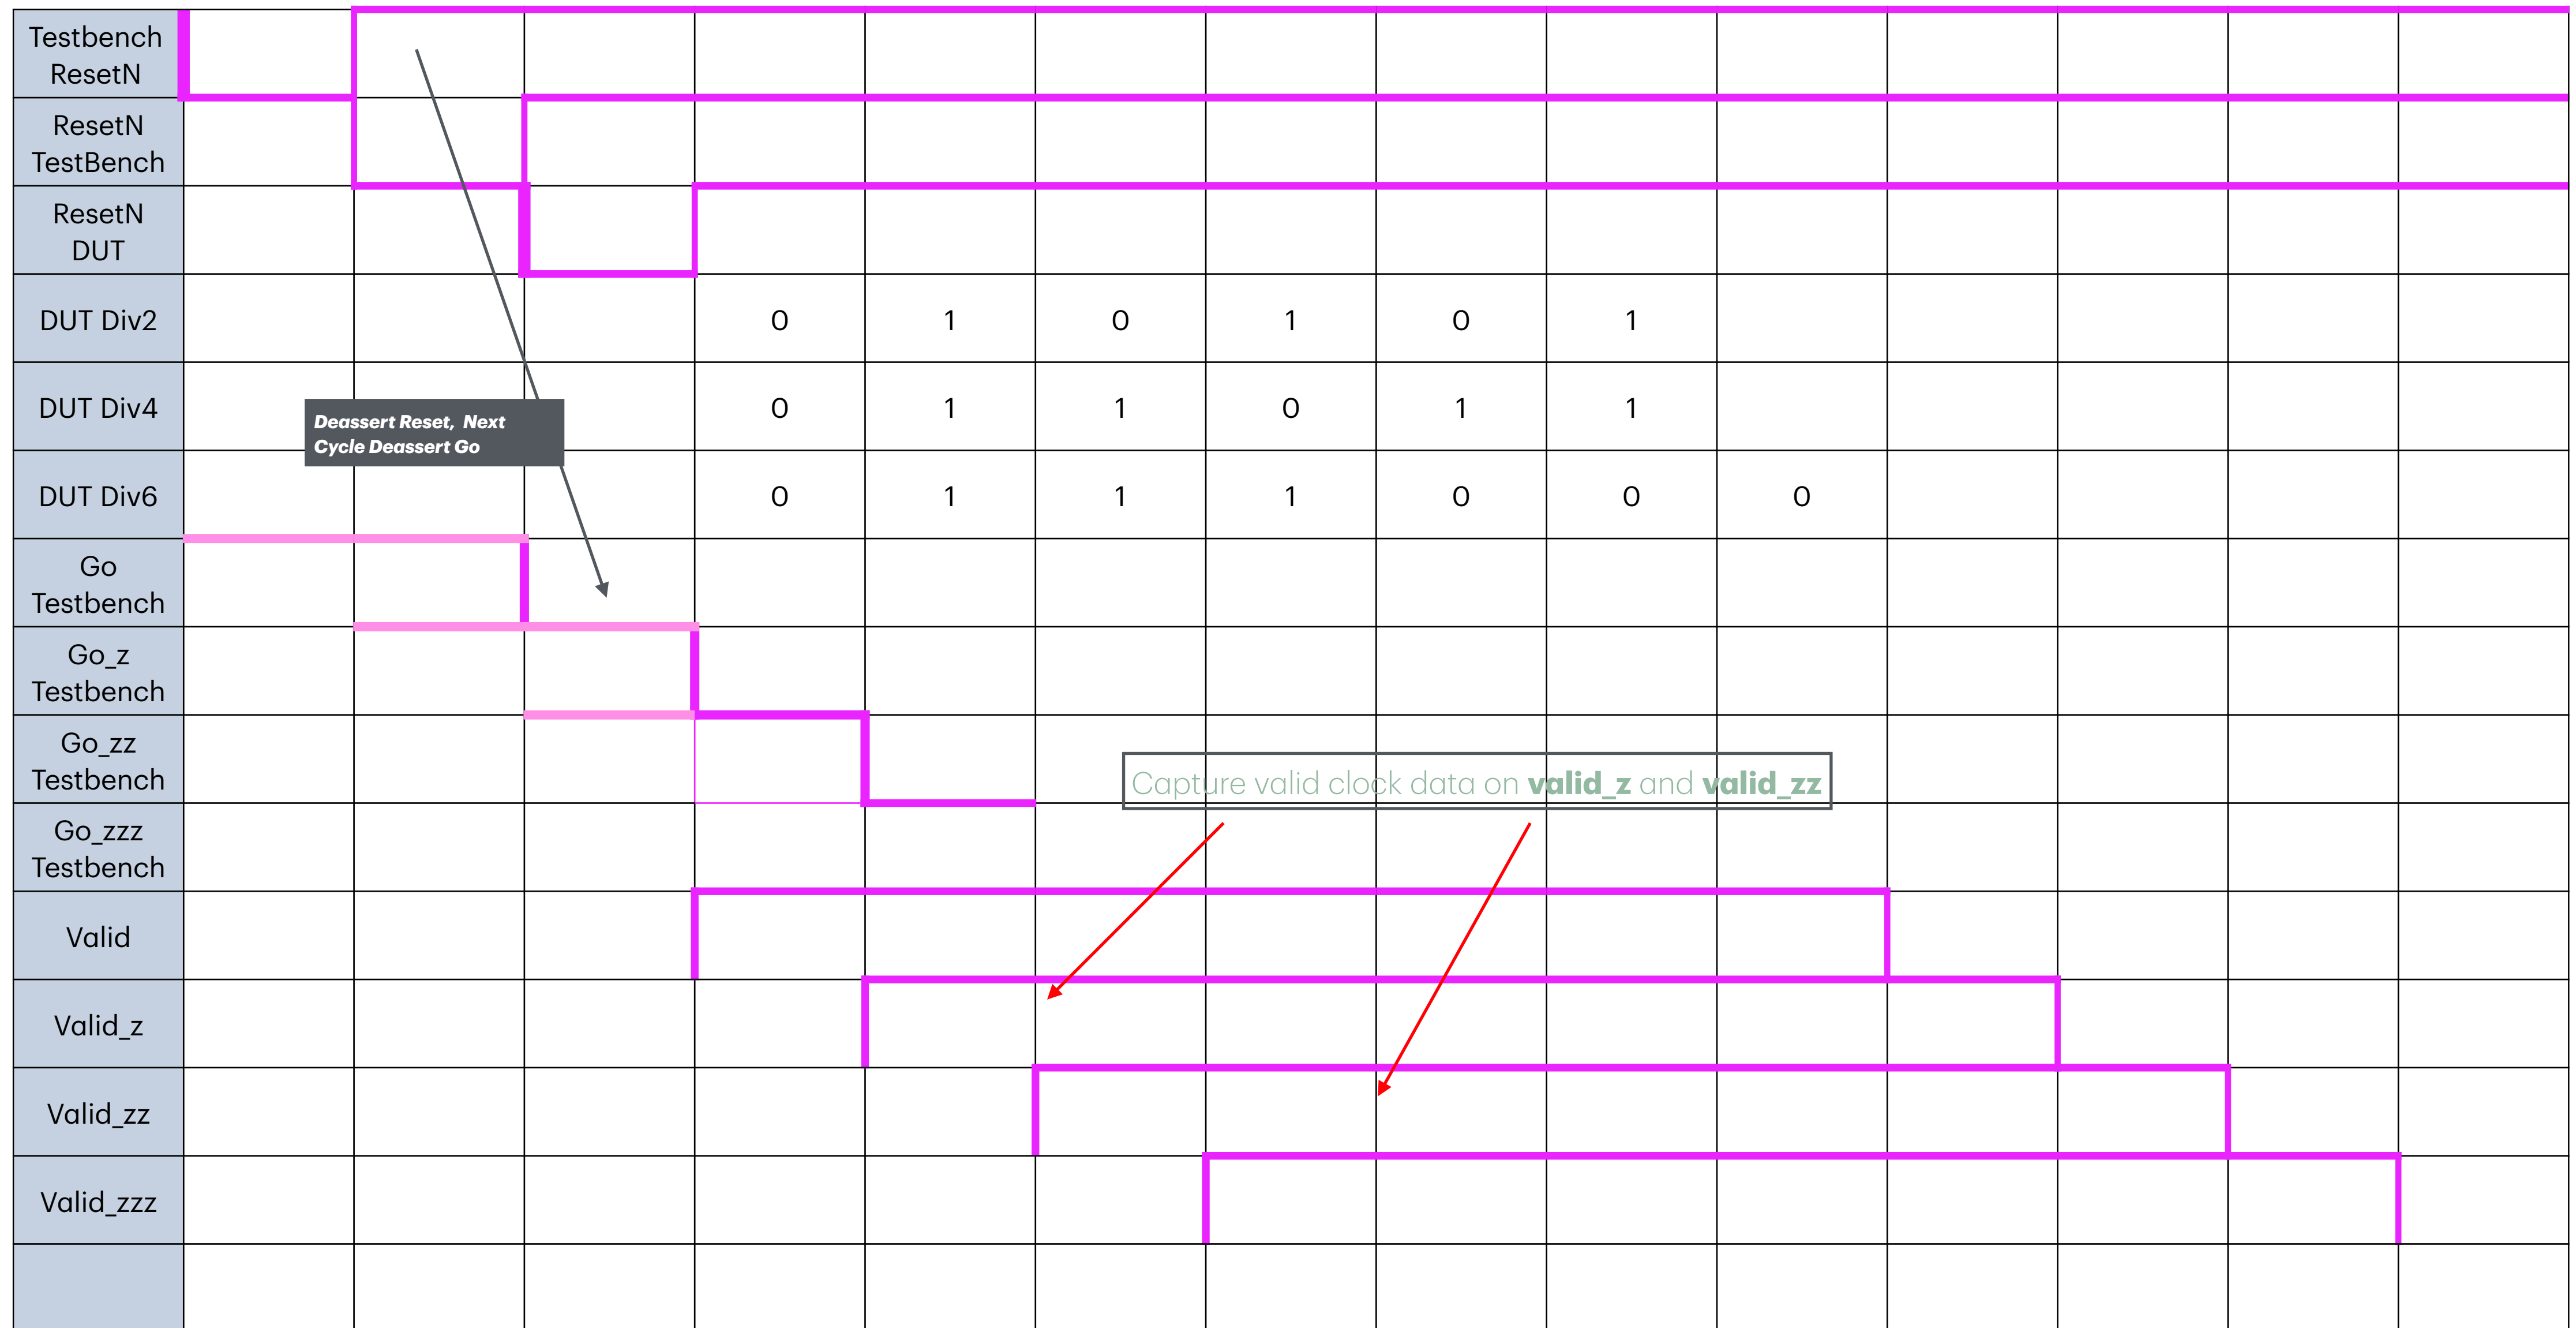 Testbench
ResetN
ResetN
TestBench
ResetN
DUT
DUT Div2
0 1 0 1 0 1
DUT Div4
0 1 1 0 1 1
Deassert Reset, Next
Cycle Deassert Go
DUT Div6
0 1 1 1 0 0 0
Go
Testbench
Go_z
Testbench
Go_zz
Testbench
Capture valid clock data on valid_z and valid_zz
Go_zzz
Testbench
Valid
Valid_z
Valid_zz
Valid_zzz